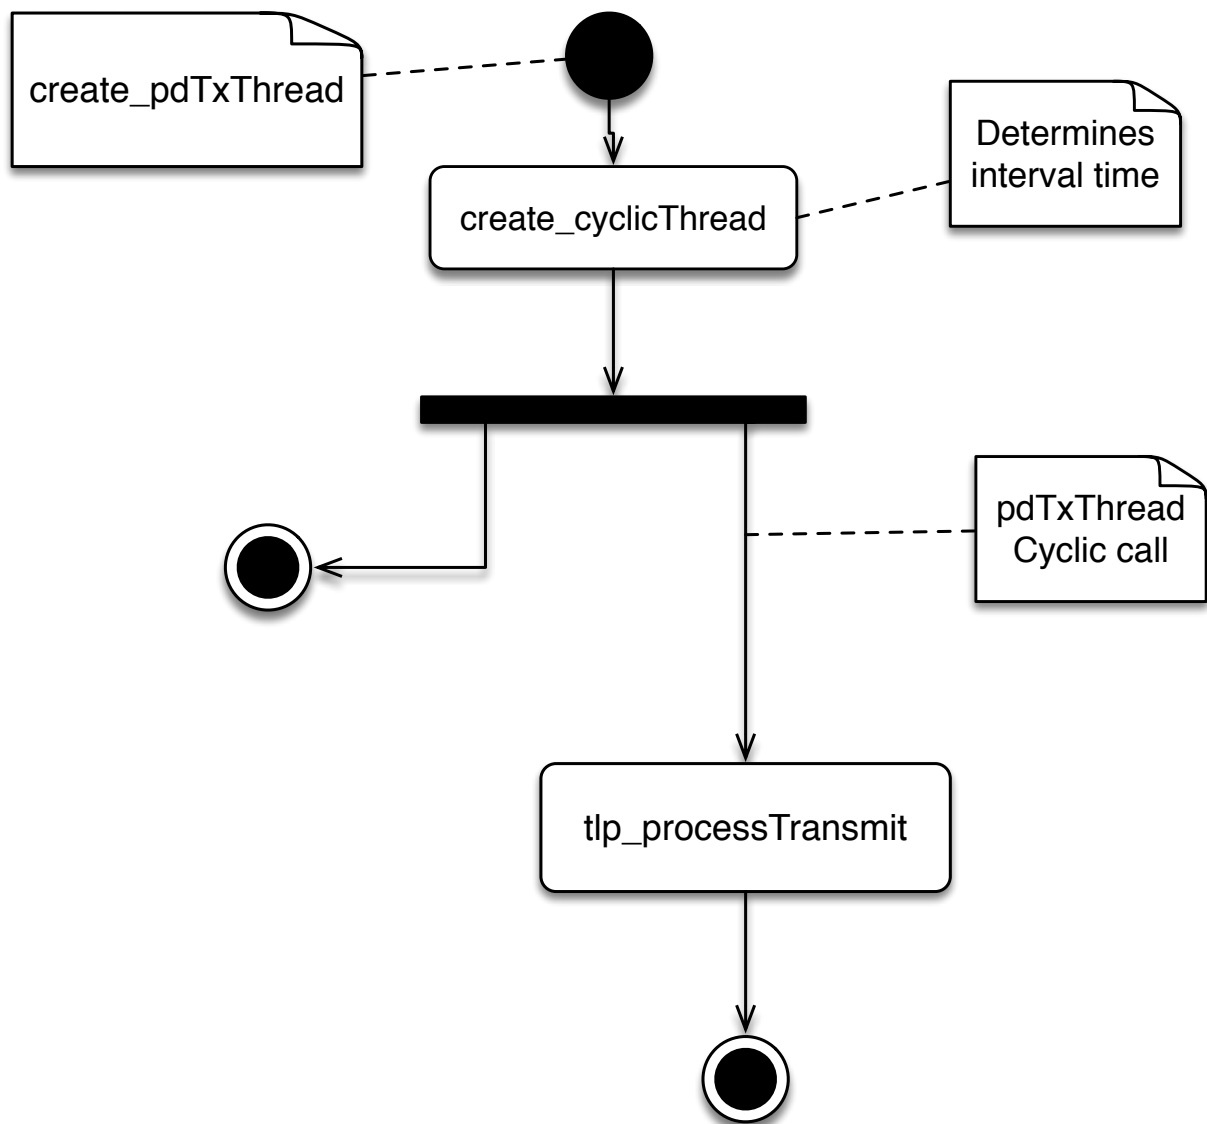 create_pdTxThread
Determines
interval time
create_cyclicThread
pdTxThread
Cyclic call
tlp_processTransmit